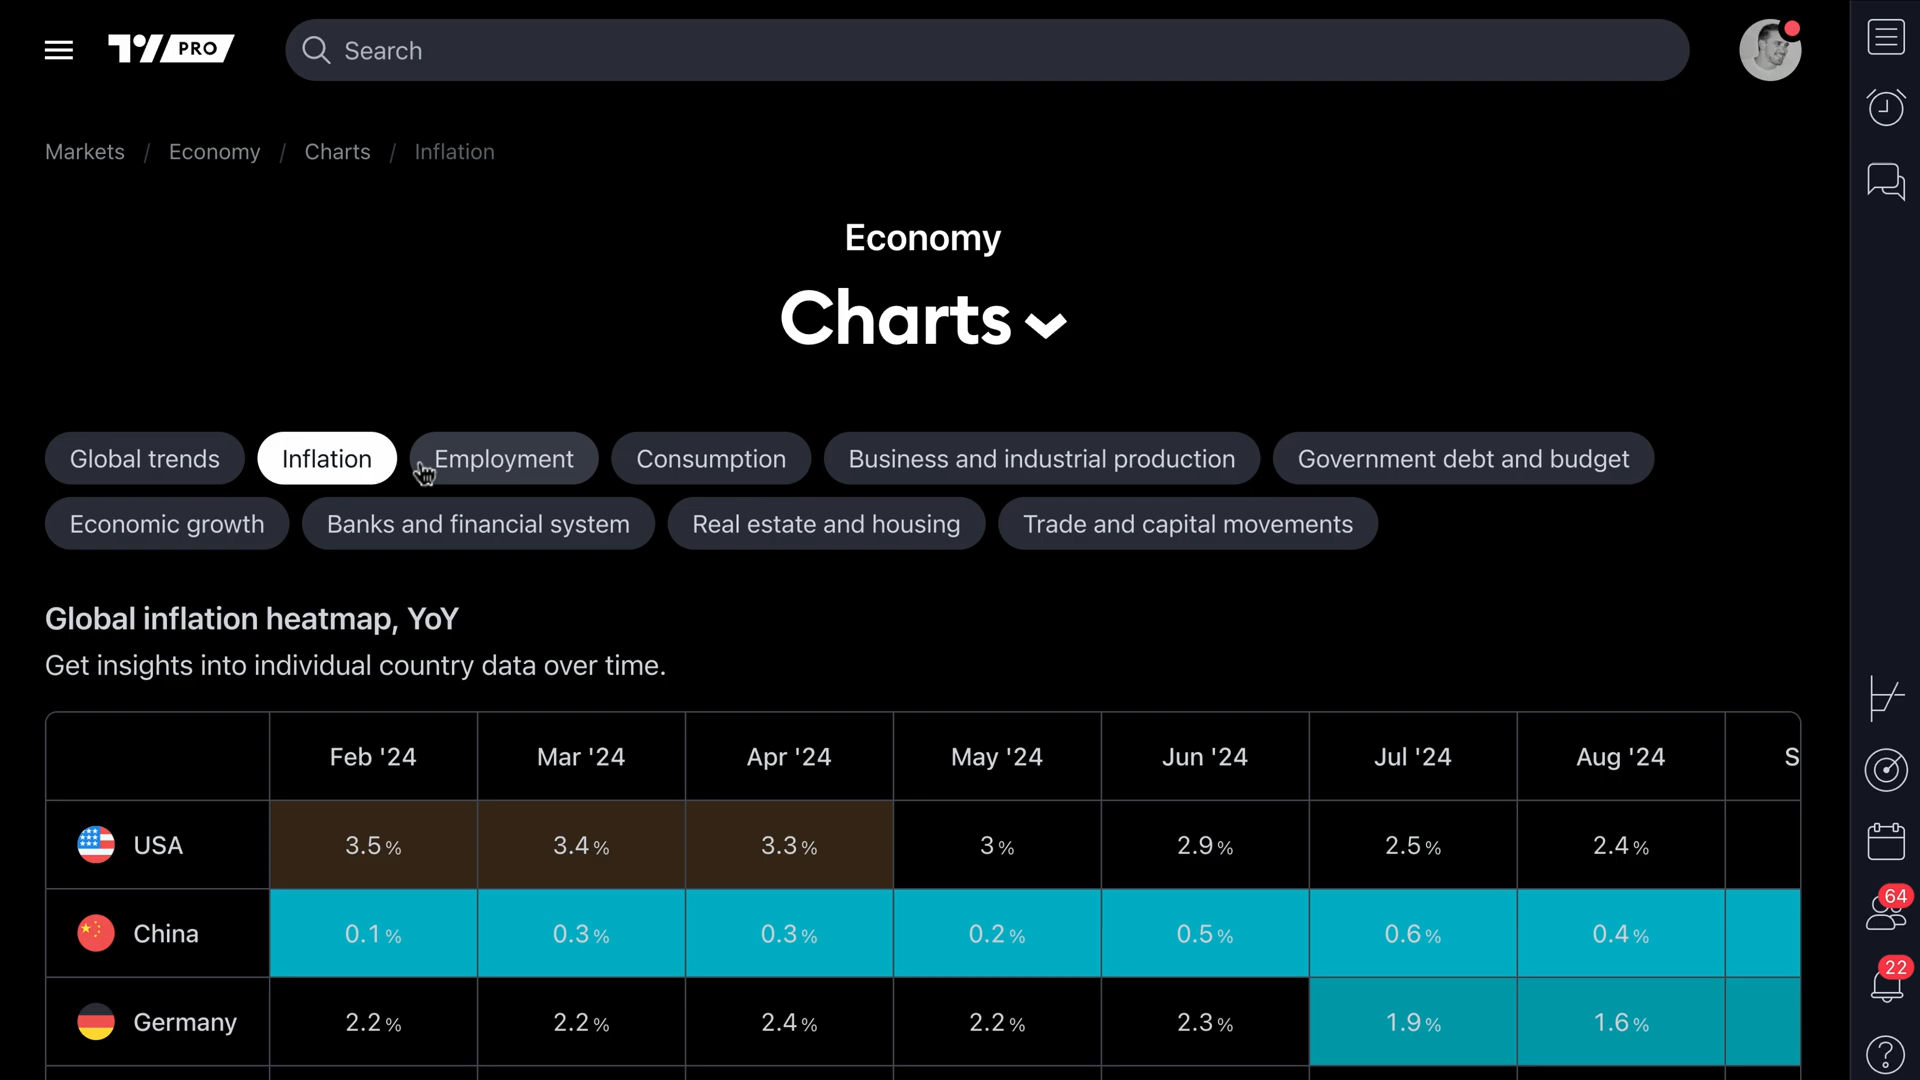 TV PRO
Search
Markets / Economy / Charts / Inflation
Economy
Charts
Global trends Inflation Employment Consumption Business and industrial production Government debt and budget
Economic growth Banks and financial system Real estate and housing Trade and capital movements
Global inflation heatmap, YoY
Get insights into individual country data over time.
Feb '24 Mar '24 Apr '24 May '24 Jun '24 Jul '24 Aug '24 S
USA 3.5% 3.4% 3.3% 3% 2.9% 2.5% 2.4%
64
China 0.1% 0.3% 0.3% 0.2% 0.5% 0.6% 0.4%
22
Germany 2.2% 2.2% 2.4% 2.2% 2.3% 1.9% 1.6%